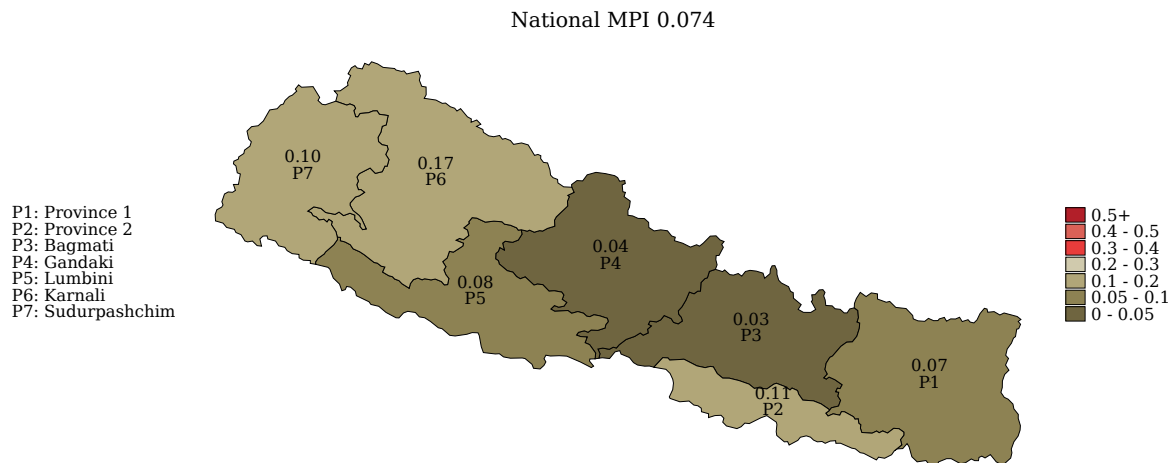 National MPI 0.074
0.10
P7
0.17
P6
P1: Province 1
P2: Province 2
P3: Bagmati
P4: Gandaki
P5: Lumbini
P6: Karnali
P7: Sudurpashchim
0.04
P4
0.08
P5
0.03
P3
0.07
P1
0.11
P2
0.5+
0.4 - 0.5
0.3 - 0.4
0.2 - 0.3
0.1 - 0.2
0.05 - 0.1
0 - 0.05